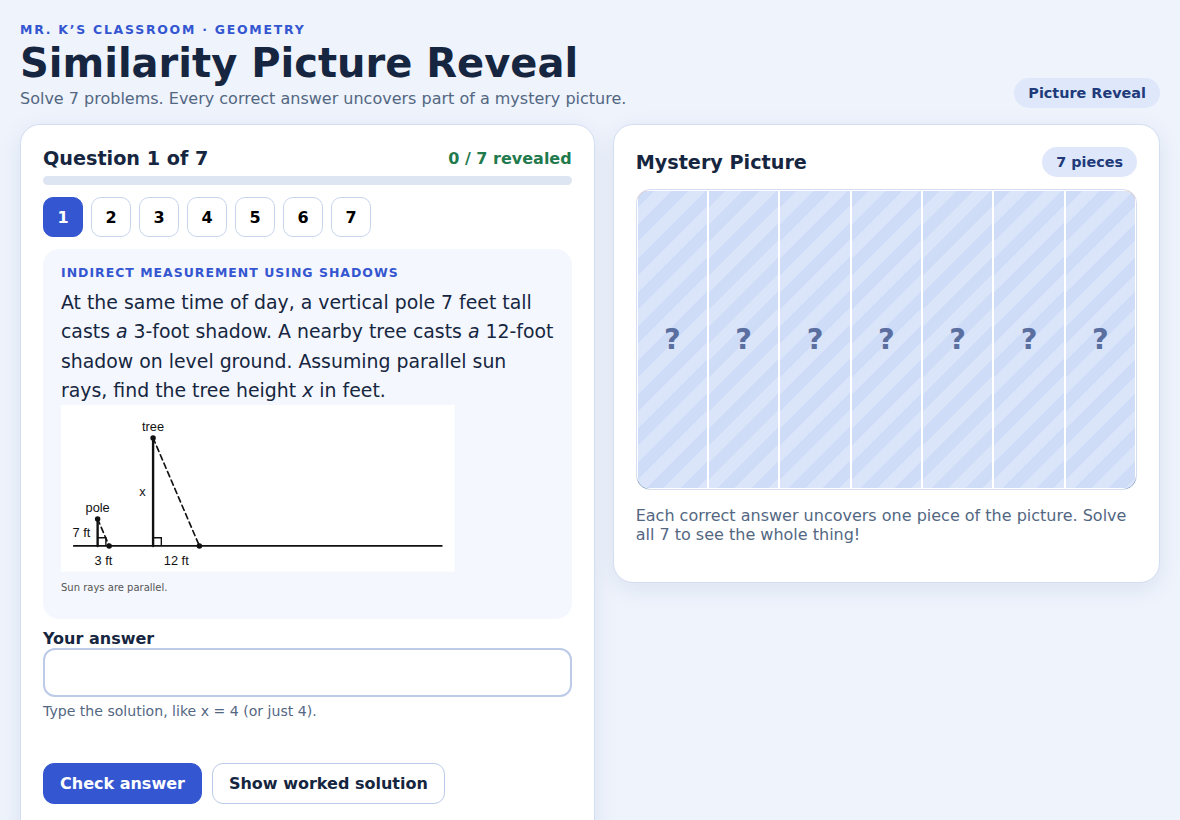 MR. K’S CLASSROOM · GEOMETRY
Similarity Picture Reveal
Solve 7 problems. Every correct answer uncovers part of a mystery picture.
Picture Reveal
Question 1 of 7
0 / 7 revealed
1 2 3 4 5 6 7
INDIRECT MEASUREMENT USING SHADOWS
At the same time of day, a vertical pole 7 feet tall
casts a 3-foot shadow. A nearby tree casts a 12-foot
shadow on level ground. Assuming parallel sun
rays, find the tree height x in feet.
tree
x
pole
7 ft
3 ft
12 ft
Sun rays are parallel.
Your answer
Type the solution, like x = 4 (or just 4).
Check answer
Show worked solution
Mystery Picture
7 pieces
? ? ? ? ? ? ?
Each correct answer uncovers one piece of the picture. Solve
all 7 to see the whole thing!